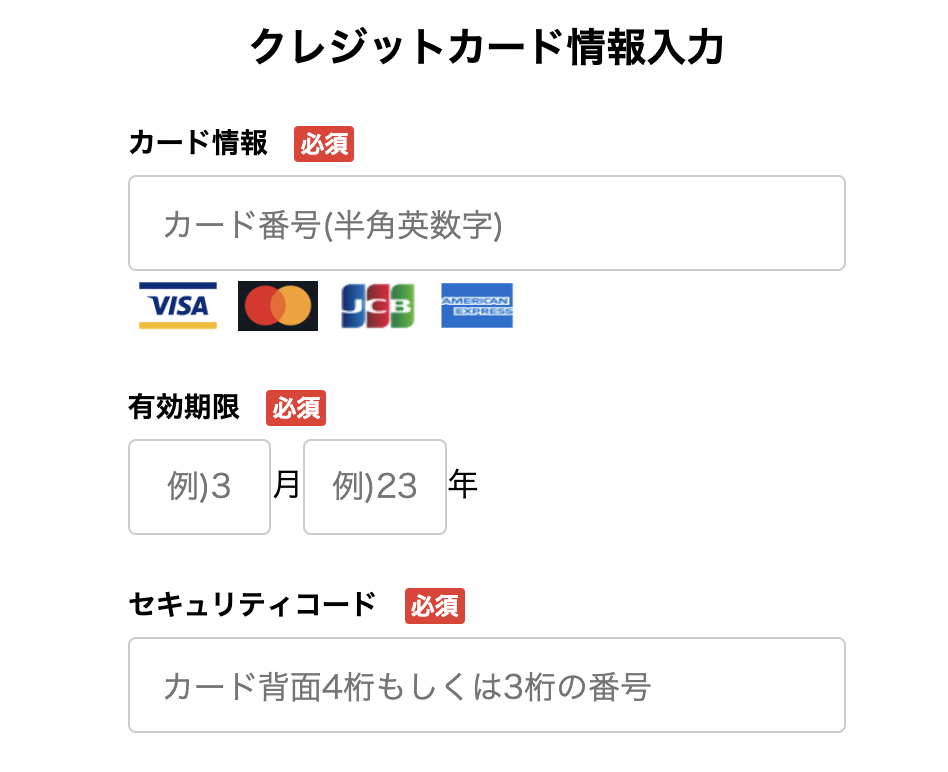 クレジットカード情報入力
カード情報 必須
カード番号(半角英数字)
VISA JCB AMERICAN EXPRESS
有効期限 必須
例)3 月 例)23 年
セキュリティコード 必須
カード背面4桁もしくは3桁の番号